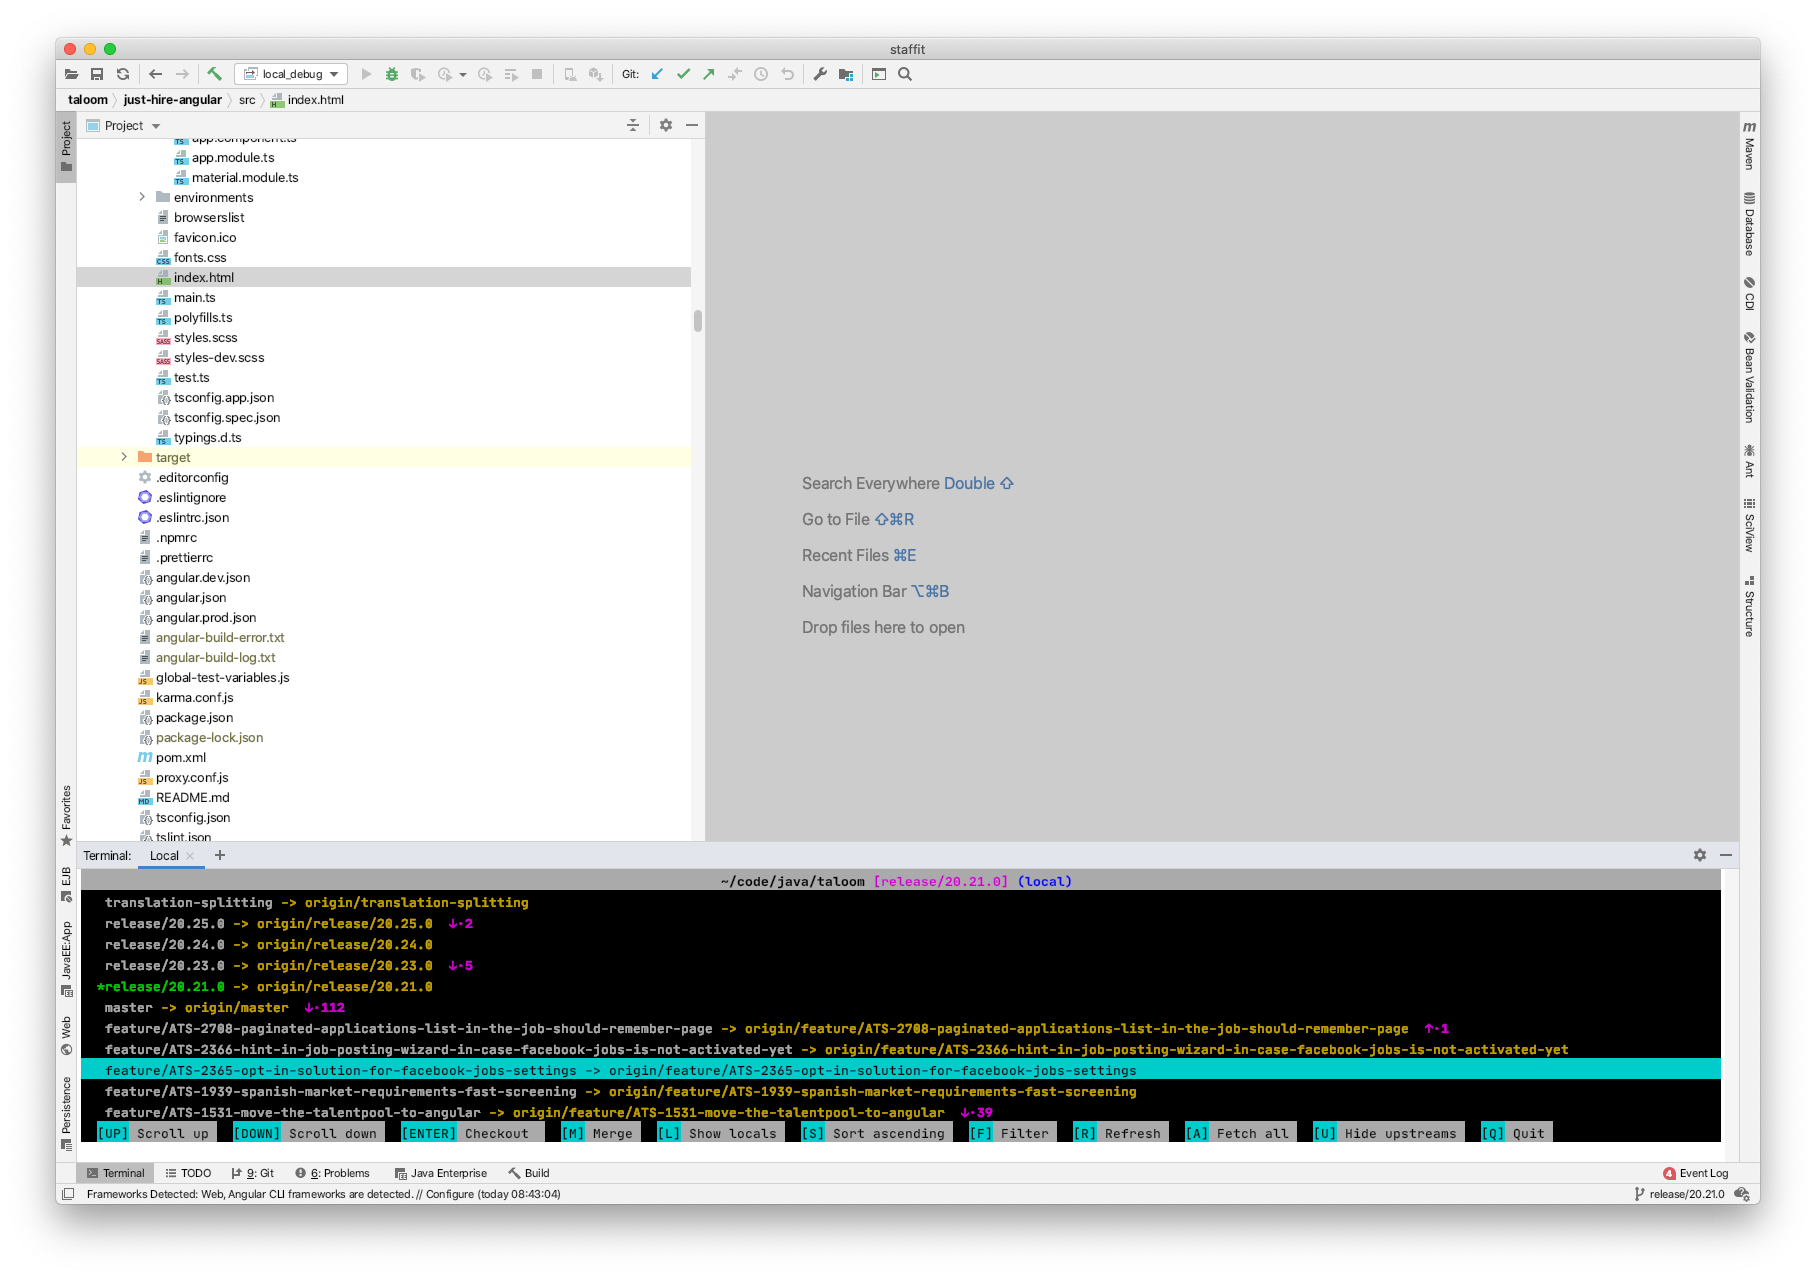 staffit
local_debug
Git:
taloom just-hire-angular src index.html
Project
app.component.ts
app.module.ts
material.module.ts
environments
browserslist
favicon.ico
fonts.css
index.html
main.ts
polyfills.ts
styles.scss
styles-dev.scss
test.ts
tsconfig.app.json
tsconfig.spec.json
typings.d.ts
target
.editorconfig
.eslintignore
.eslintrc.json
.npmrc
.prettierrc
angular.dev.json
angular.json
angular.prod.json
angular-build-error.txt
angular-build-log.txt
global-test-variables.js
karma.conf.js
package.json
package-lock.json
pom.xml
proxy.conf.js
README.md
tsconfig.json
tslint.json
Project
Favorites
EJB
JavaEE:App
Web
Persistence
Search Everywhere Double ⇧
Go to File ⇧⌘R
Recent Files ⌘E
Navigation Bar ⌥⌘B
Drop files here to open
Maven
Database
CDI
Bean Validation
Ant
SciView
Structure
Terminal: Local × +
~/code/java/taloom [release/20.21.0] (local)
translation-splitting -> origin/translation-splitting
release/20.25.0 -> origin/release/20.25.0 ↓·2
release/20.24.0 -> origin/release/20.24.0
release/20.23.0 -> origin/release/20.23.0 ↓·5
*release/20.21.0 -> origin/release/20.21.0
master -> origin/master ↓·112
feature/ATS-2708-paginated-applications-list-in-the-job-should-remember-page -> origin/feature/ATS-2708-paginated-applications-list-in-the-job-should-remember-page ↑·1
feature/ATS-2366-hint-in-job-posting-wizard-in-case-facebook-jobs-is-not-activated-yet -> origin/feature/ATS-2366-hint-in-job-posting-wizard-in-case-facebook-jobs-is-not-activated-yet
feature/ATS-2365-opt-in-solution-for-facebook-jobs-settings -> origin/feature/ATS-2365-opt-in-solution-for-facebook-jobs-settings
feature/ATS-1939-spanish-market-requirements-fast-screening -> origin/feature/ATS-1939-spanish-market-requirements-fast-screening
feature/ATS-1531-move-the-talentpool-to-angular -> origin/feature/ATS-1531-move-the-talentpool-to-angular ↓·39
[UP] Scroll up [DOWN] Scroll down [ENTER] Checkout [M] Merge [L] Show locals [S] Sort ascending [F] Filter [R] Refresh [A] Fetch all [U] Hide upstreams [Q] Quit
Terminal TODO 9: Git 6: Problems Java Enterprise Build 4 Event Log
Frameworks Detected: Web, Angular CLI frameworks are detected. // Configure (today 08:43:04) release/20.21.0